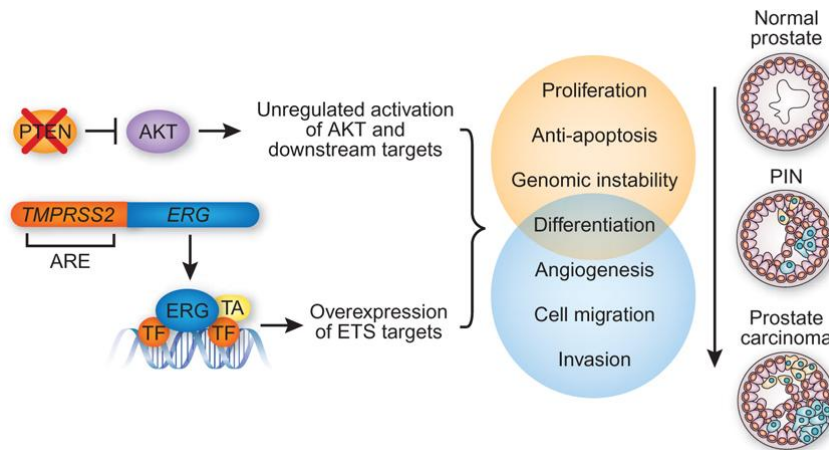 PTEN
AKT
Unregulated activation
of AKT and
downstream targets
TMPRSS2
ERG
ARE
ERG
TA
TF
TF
Overexpression
of ETS targets
Proliferation
Anti-apoptosis
Genomic instability
Differentiation
Angiogenesis
Cell migration
Invasion
Normal
prostate
PIN
Prostate
carcinoma